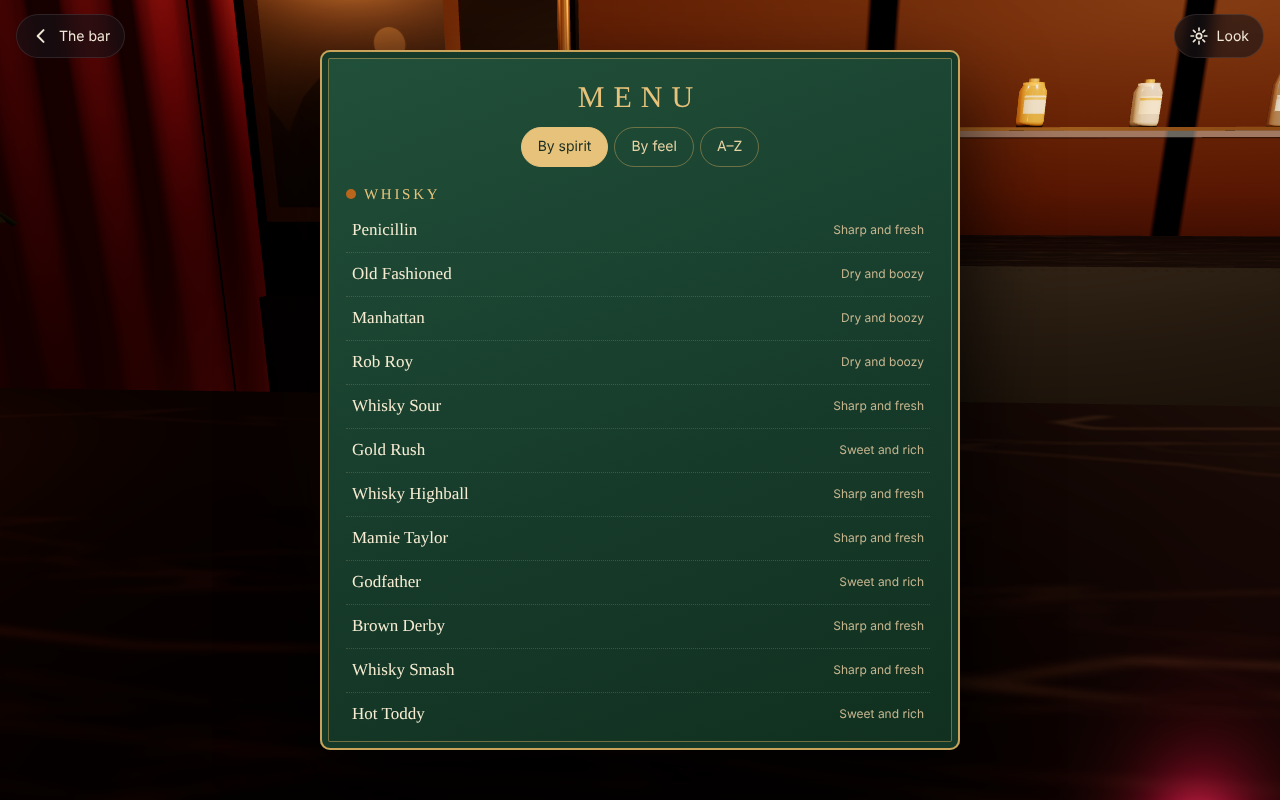 The bar
Look
MENU
By spirit
By feel
A–Z
WHISKY
Penicillin Sharp and fresh
Old Fashioned Dry and boozy
Manhattan Dry and boozy
Rob Roy Dry and boozy
Whisky Sour Sharp and fresh
Gold Rush Sweet and rich
Whisky Highball Sharp and fresh
Mamie Taylor Sharp and fresh
Godfather Sweet and rich
Brown Derby Sharp and fresh
Whisky Smash Sharp and fresh
Hot Toddy Sweet and rich